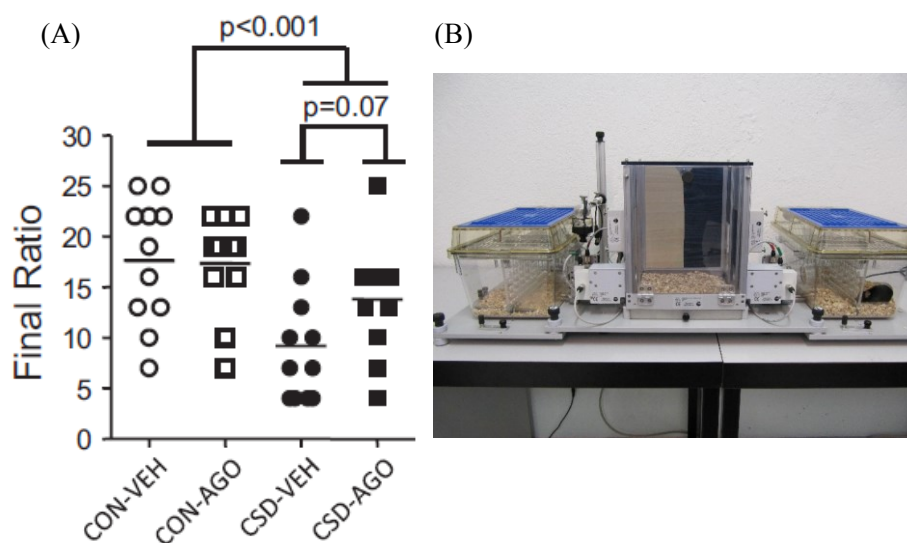 (A)
(B)
p<0.001
p=0.07
Final Ratio
30
25
20
15
10
5
0
CON-VEH
CON-AGO
CSD-VEH
CSD-AGO